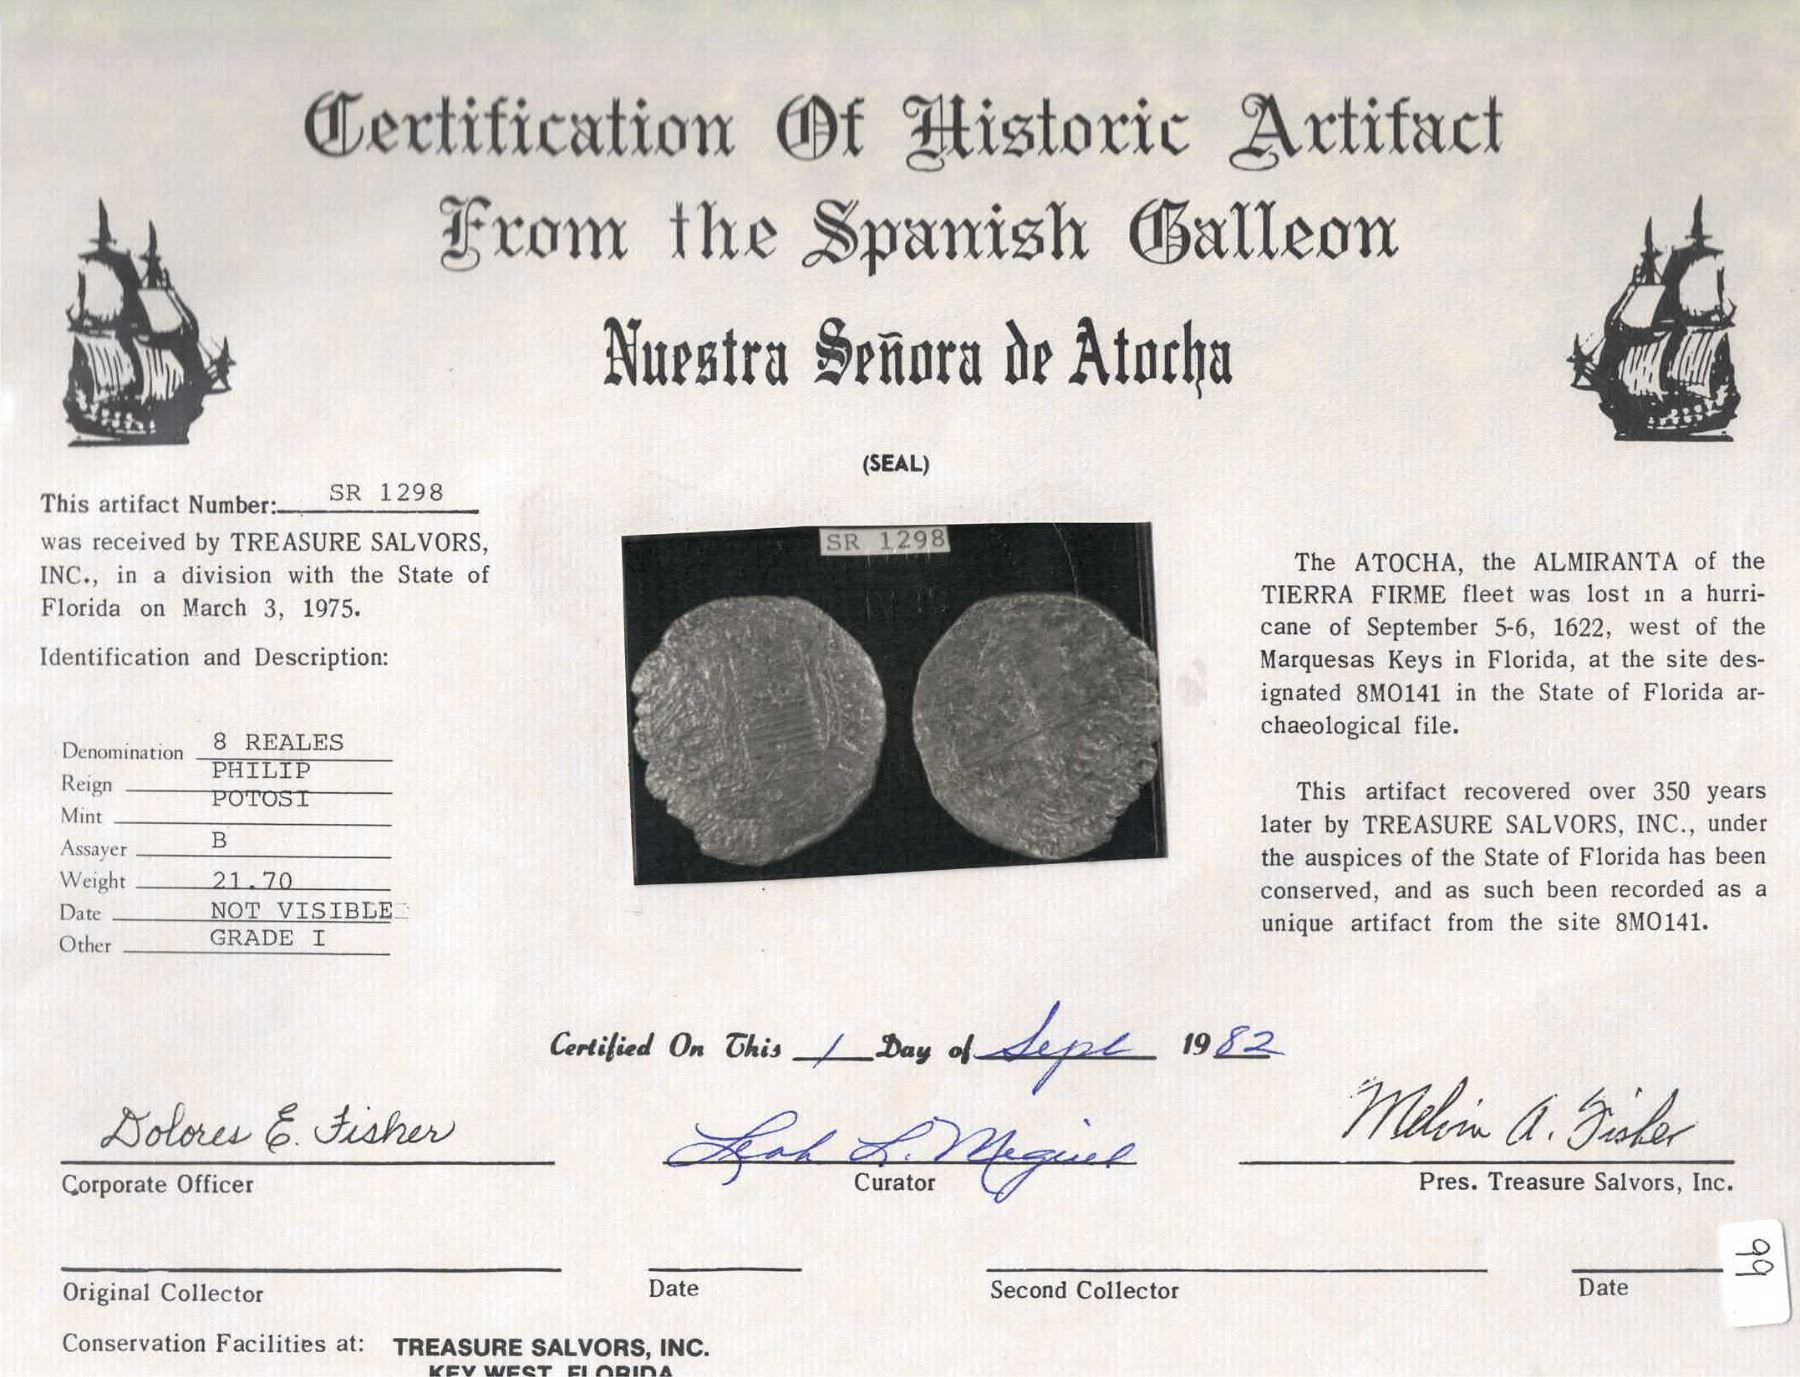 Certification Of Historic Artifact
From the Spanish Galleon
Nuestra Señora de Atocha
(SEAL)
This artifact Number: SR 1298
was received by TREASURE SALVORS,
INC., in a division with the State of
Florida on March 3, 1975.
Identification and Description:
Denomination 8 REALES
Reign PHILIP
Mint POTOSI
Assayer B
Weight 21.70
Date NOT VISIBLE
Other GRADE I
SR 1298
The ATOCHA, the ALMIRANTA of the
TIERRA FIRME fleet was lost in a hurri-
cane of September 5-6, 1622, west of the
Marquesas Keys in Florida, at the site des-
ignated 8MO141 in the State of Florida ar-
chaeological file.
This artifact recovered over 350 years
later by TREASURE SALVORS, INC., under
the auspices of the State of Florida has been
conserved, and as such been recorded as a
unique artifact from the site 8MO141.
Certified On This 1 Day of Sept 1982
Dolores E. Fisher
Corporate Officer
Leah L. Miguel
Curator
Melvin A. Fisher
Pres. Treasure Salvors, Inc.
Original Collector
Date
Second Collector
Date
Conservation Facilities at: TREASURE SALVORS, INC.
KEY WEST, FLORIDA